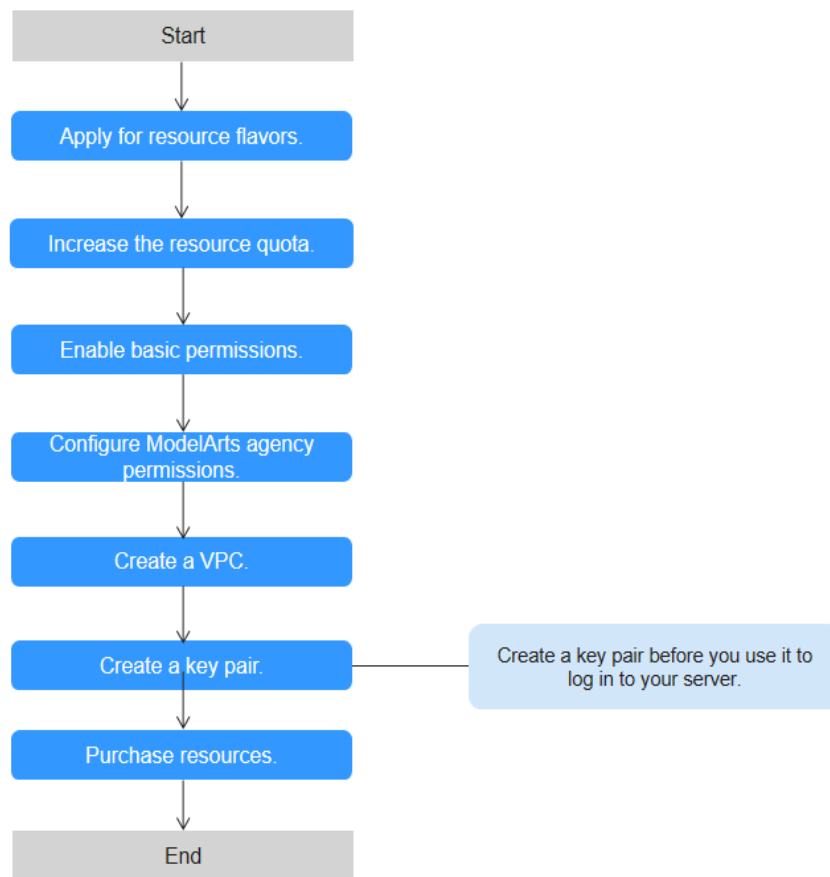 Start
Apply for resource flavors.
Increase the resource quota.
Enable basic permissions.
Configure ModelArts agency
permissions.
Create a VPC.
Create a key pair.
Create a key pair before you use it to
log in to your server.
Purchase resources.
End